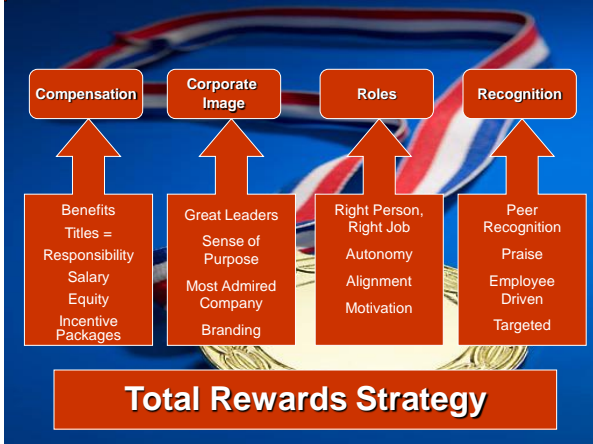 Compensation
Corporate
Image
Roles
Recognition
Benefits
Titles =
Responsibility
Salary
Equity
Incentive
Packages
Great Leaders
Sense of
Purpose
Most Admired
Company
Branding
Right Person,
Right Job
Autonomy
Alignment
Motivation
Peer
Recognition
Praise
Employee
Driven
Targeted
Total Rewards Strategy